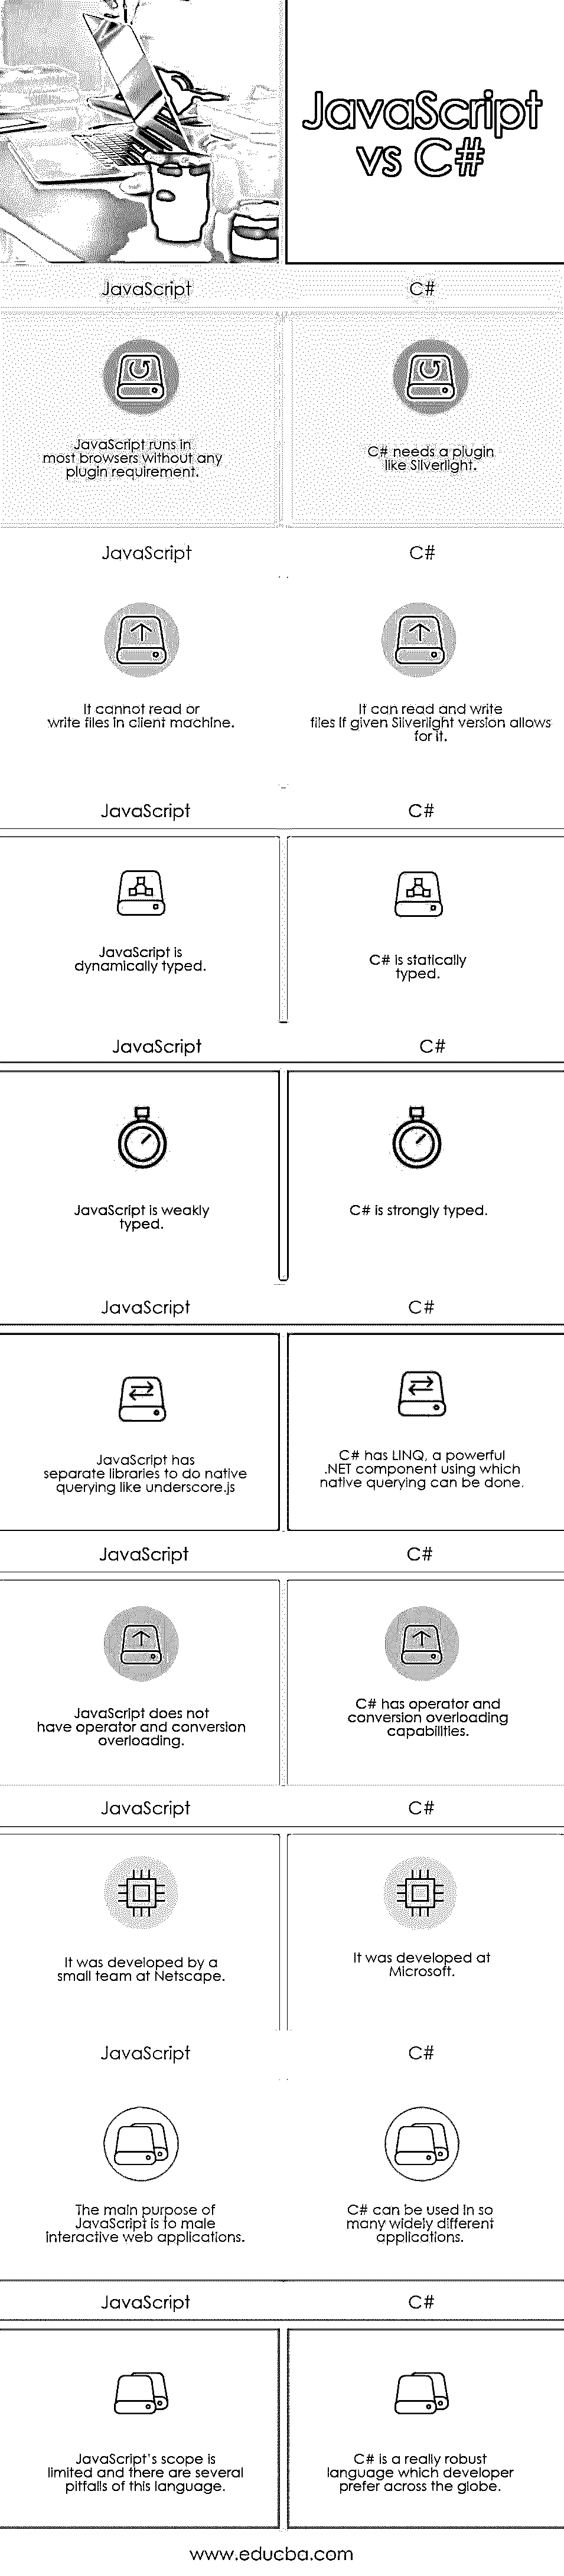 JavaScript
vs C#
JavaScript
C#
JavaScript runs in
most browsers without any
plugin requirement.
C# needs a plugin
like Silverlight.
JavaScript
C#
It cannot read or
write files in client machine.
It can read and write
files if given Silverlight version allows
for it.
JavaScript
C#
JavaScript is
dynamically typed.
C# is statically
typed.
JavaScript
C#
JavaScript is weakly
typed.
C# is strongly typed.
JavaScript
C#
JavaScript has
separate libraries to do native
querying like underscore.js
C# has LINQ, a powerful
.NET component using which
native querying can be done.
JavaScript
C#
JavaScript does not
have operator and conversion
overloading.
C# has operator and
conversion overloading
capabilities.
JavaScript
C#
It was developed by a
small team at Netscape.
It was developed at
Microsoft.
JavaScript
C#
The main purpose of
JavaScript is to male
interactive web applications.
C# can be used in so
many widely different
applications.
JavaScript
C#
JavaScript's scope is
limited and there are several
pitfalls of this language.
C# is a really robust
language which developer
prefer across the globe.
www.educba.com